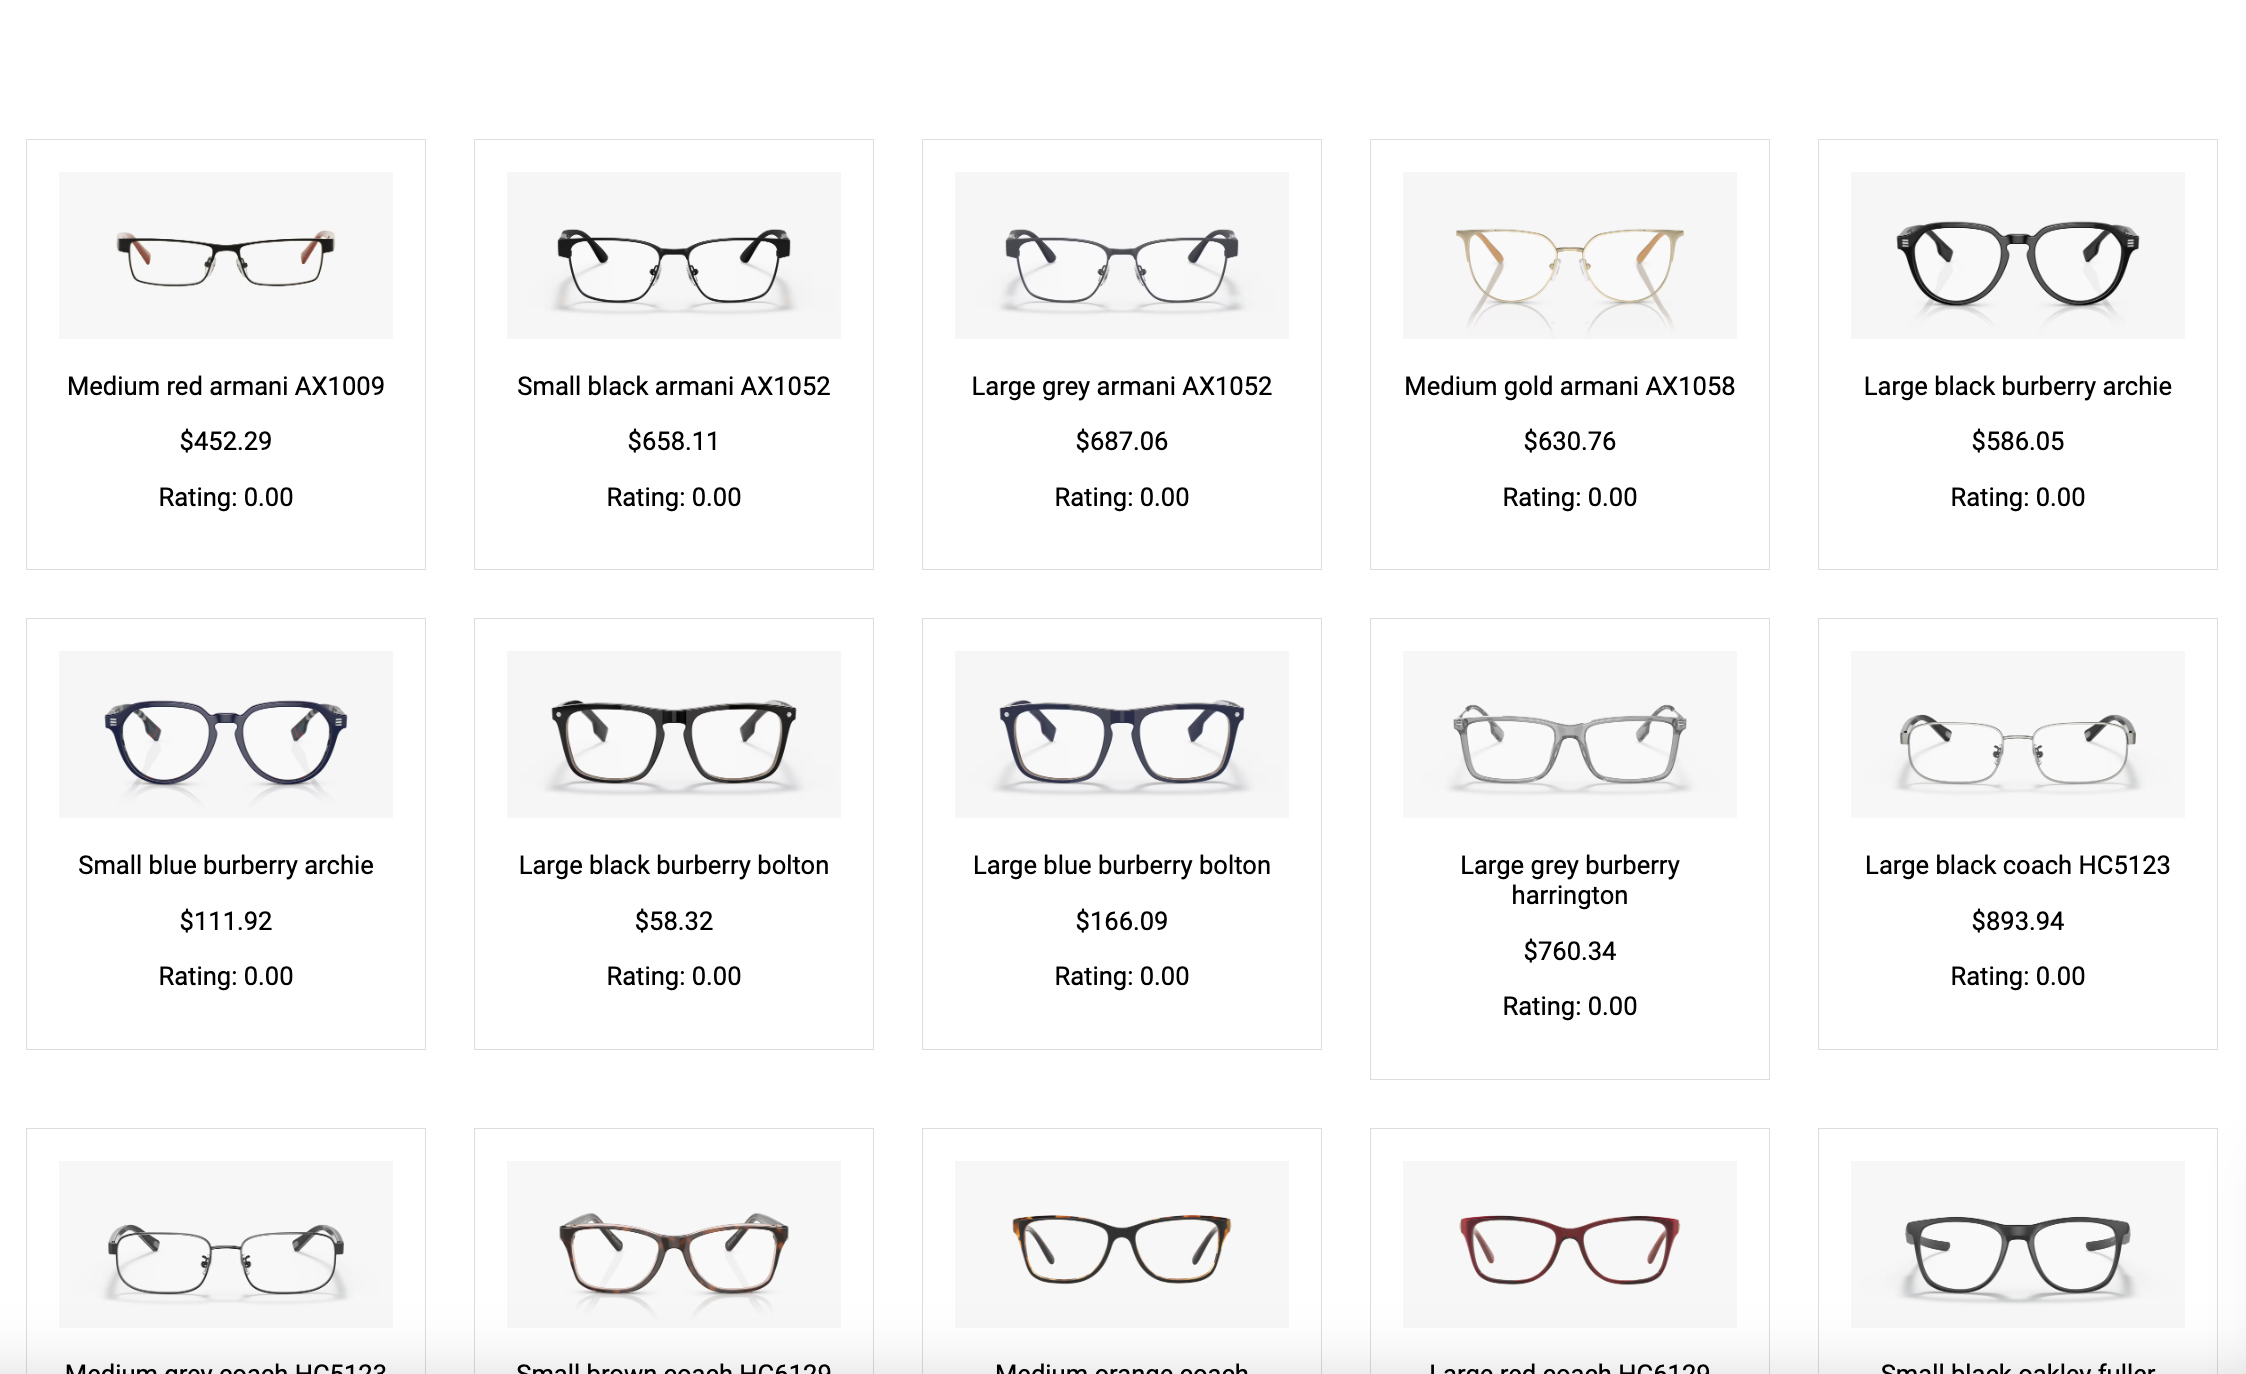 Medium red armani AX1009
$452.29
Rating: 0.00
Small black armani AX1052
$658.11
Rating: 0.00
Large grey armani AX1052
$687.06
Rating: 0.00
Medium gold armani AX1058
$630.76
Rating: 0.00
Large black burberry archie
$586.05
Rating: 0.00
Small blue burberry archie
$111.92
Rating: 0.00
Large black burberry bolton
$58.32
Rating: 0.00
Large blue burberry bolton
$166.09
Rating: 0.00
Large grey burberry
harrington
$760.34
Rating: 0.00
Large black coach HC5123
$893.94
Rating: 0.00
Medium grey coach HC5123
Small brown coach HC6129
Medium orange coach
Large red coach HC6129
Small black oakley fuller